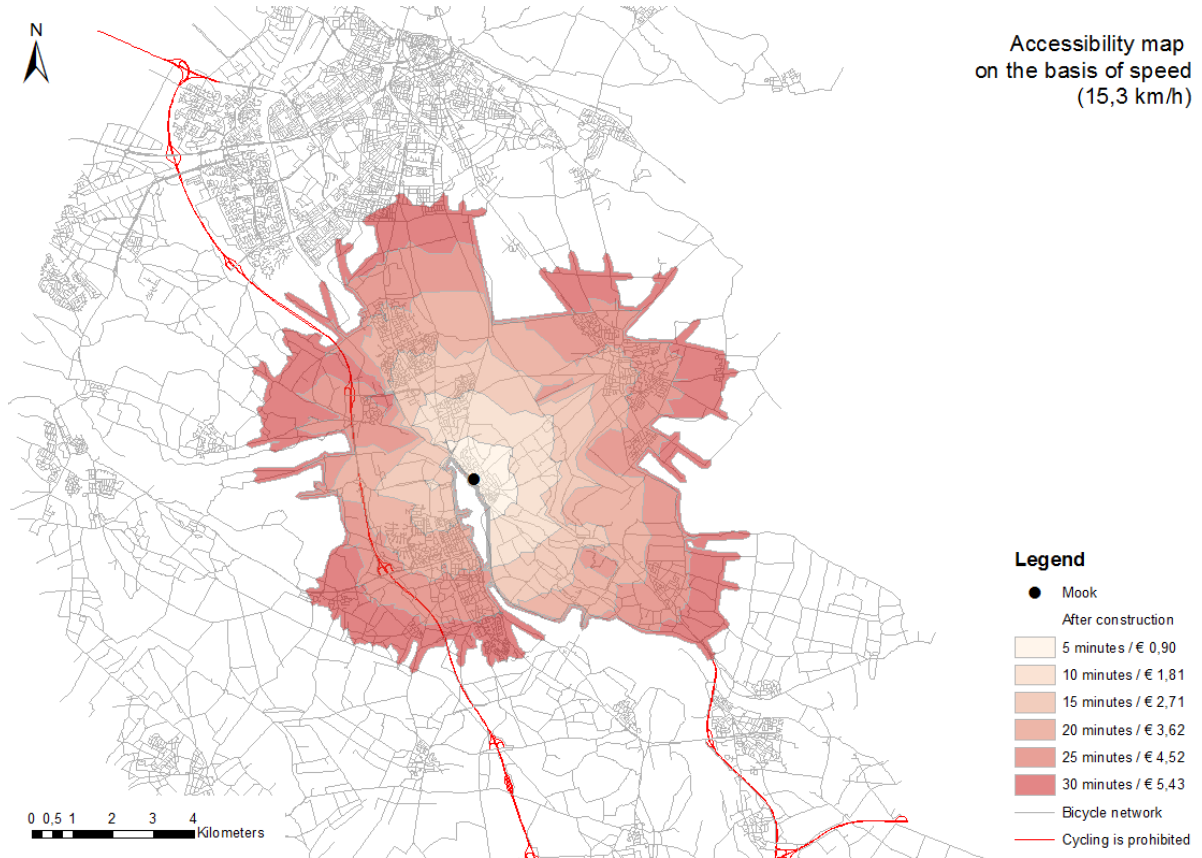 N
Accessibility map
on the basis of speed
(15,3 km/h)
Legend
Mook
After construction
5 minutes / € 0,90
10 minutes / € 1,81
15 minutes / € 2,71
20 minutes / € 3,62
25 minutes / € 4,52
30 minutes / € 5,43
Bicycle network
Cycling is prohibited
0 0,5 1 2 3 4
Kilometers